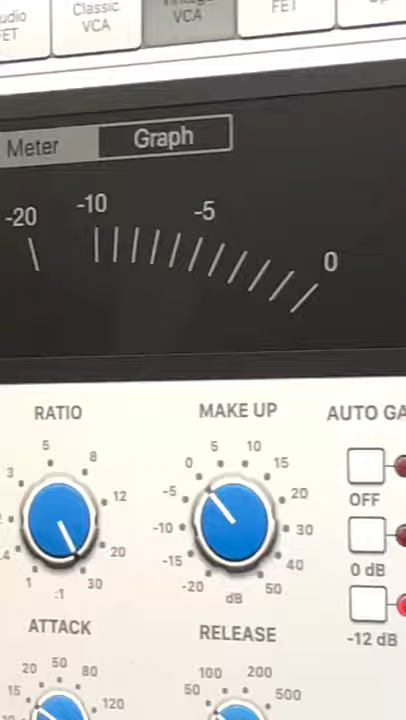 Classic
VCA
VCA
FET
Meter
Graph
-20
-10
-5
0
RATIO
MAKE UP
AUTO GA
5
8
3
12
20
30
1
:1
0
5
10
15
-5
20
-10
30
-15
40
-20
dB
50
OFF
0 dB
-12 dB
ATTACK
RELEASE
20
50
80
15
120
100
200
50
500